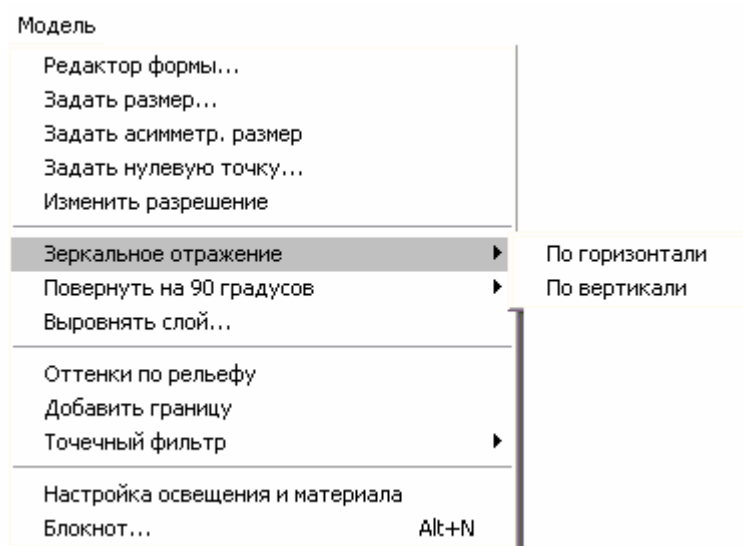 Модель
Редактор формы...
Задать размер...
Задать асимметр. размер
Задать нулевую точку...
Изменить разрешение
Зеркальное отражение
По горизонтали
Повернуть на 90 градусов
По вертикали
Выровнять слой...
Оттенки по рельефу
Добавить границу
Точечный фильтр
Настройка освещения и материала
Блокнот... Alt+N